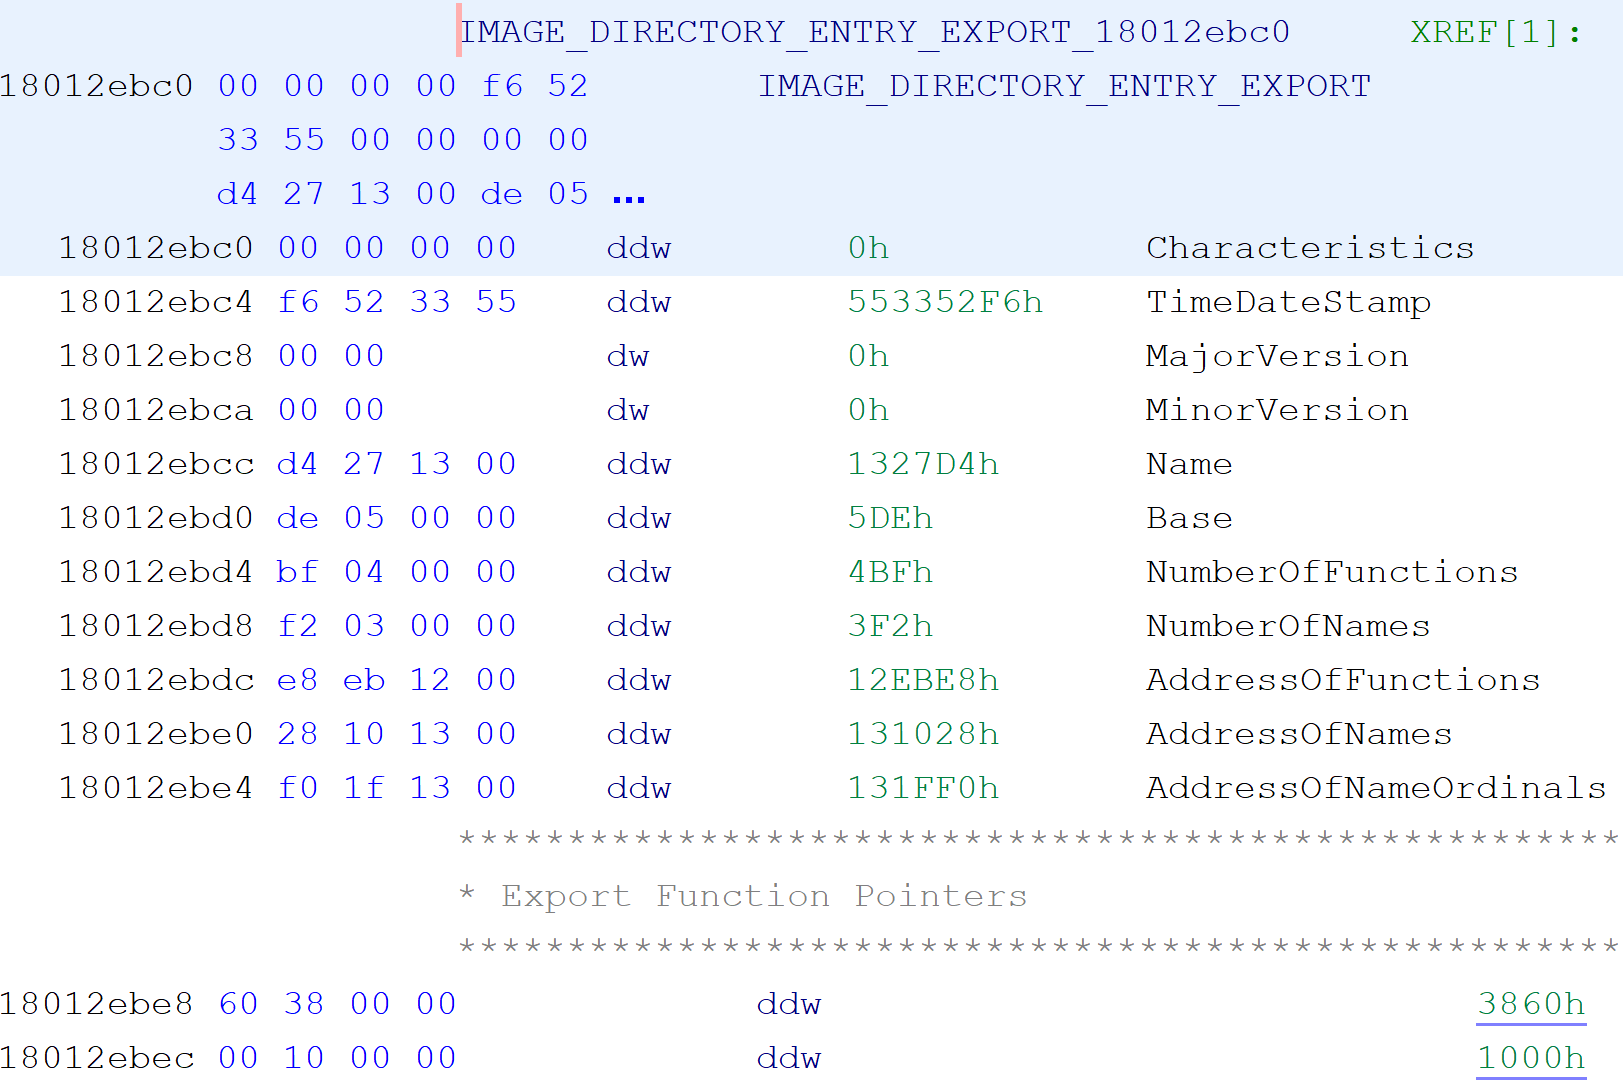 IMAGE_DIRECTORY_ENTRY_EXPORT_18012ebc0 XREF[1]:
18012ebc0 00 00 00 00 f6 52 IMAGE_DIRECTORY_ENTRY_EXPORT
33 55 00 00 00 00
d4 27 13 00 de 05 ...
18012ebc0 00 00 00 00 ddw 0h Characteristics
18012ebc4 f6 52 33 55 ddw 553352F6h TimeDateStamp
18012ebc8 00 00 dw 0h MajorVersion
18012ebca 00 00 dw 0h MinorVersion
18012ebcc d4 27 13 00 ddw 1327D4h Name
18012ebd0 de 05 00 00 ddw 5DEh Base
18012ebd4 bf 04 00 00 ddw 4BFh NumberOfFunctions
18012ebd8 f2 03 00 00 ddw 3F2h NumberOfNames
18012ebdc e8 eb 12 00 ddw 12EBE8h AddressOfFunctions
18012ebe0 28 10 13 00 ddw 131028h AddressOfNames
18012ebe4 f0 1f 13 00 ddw 131FF0h AddressOfNameOrdinals
*****************************************************
* Export Function Pointers
*****************************************************
18012ebe8 60 38 00 00 ddw 3860h
18012ebec 00 10 00 00 ddw 1000h